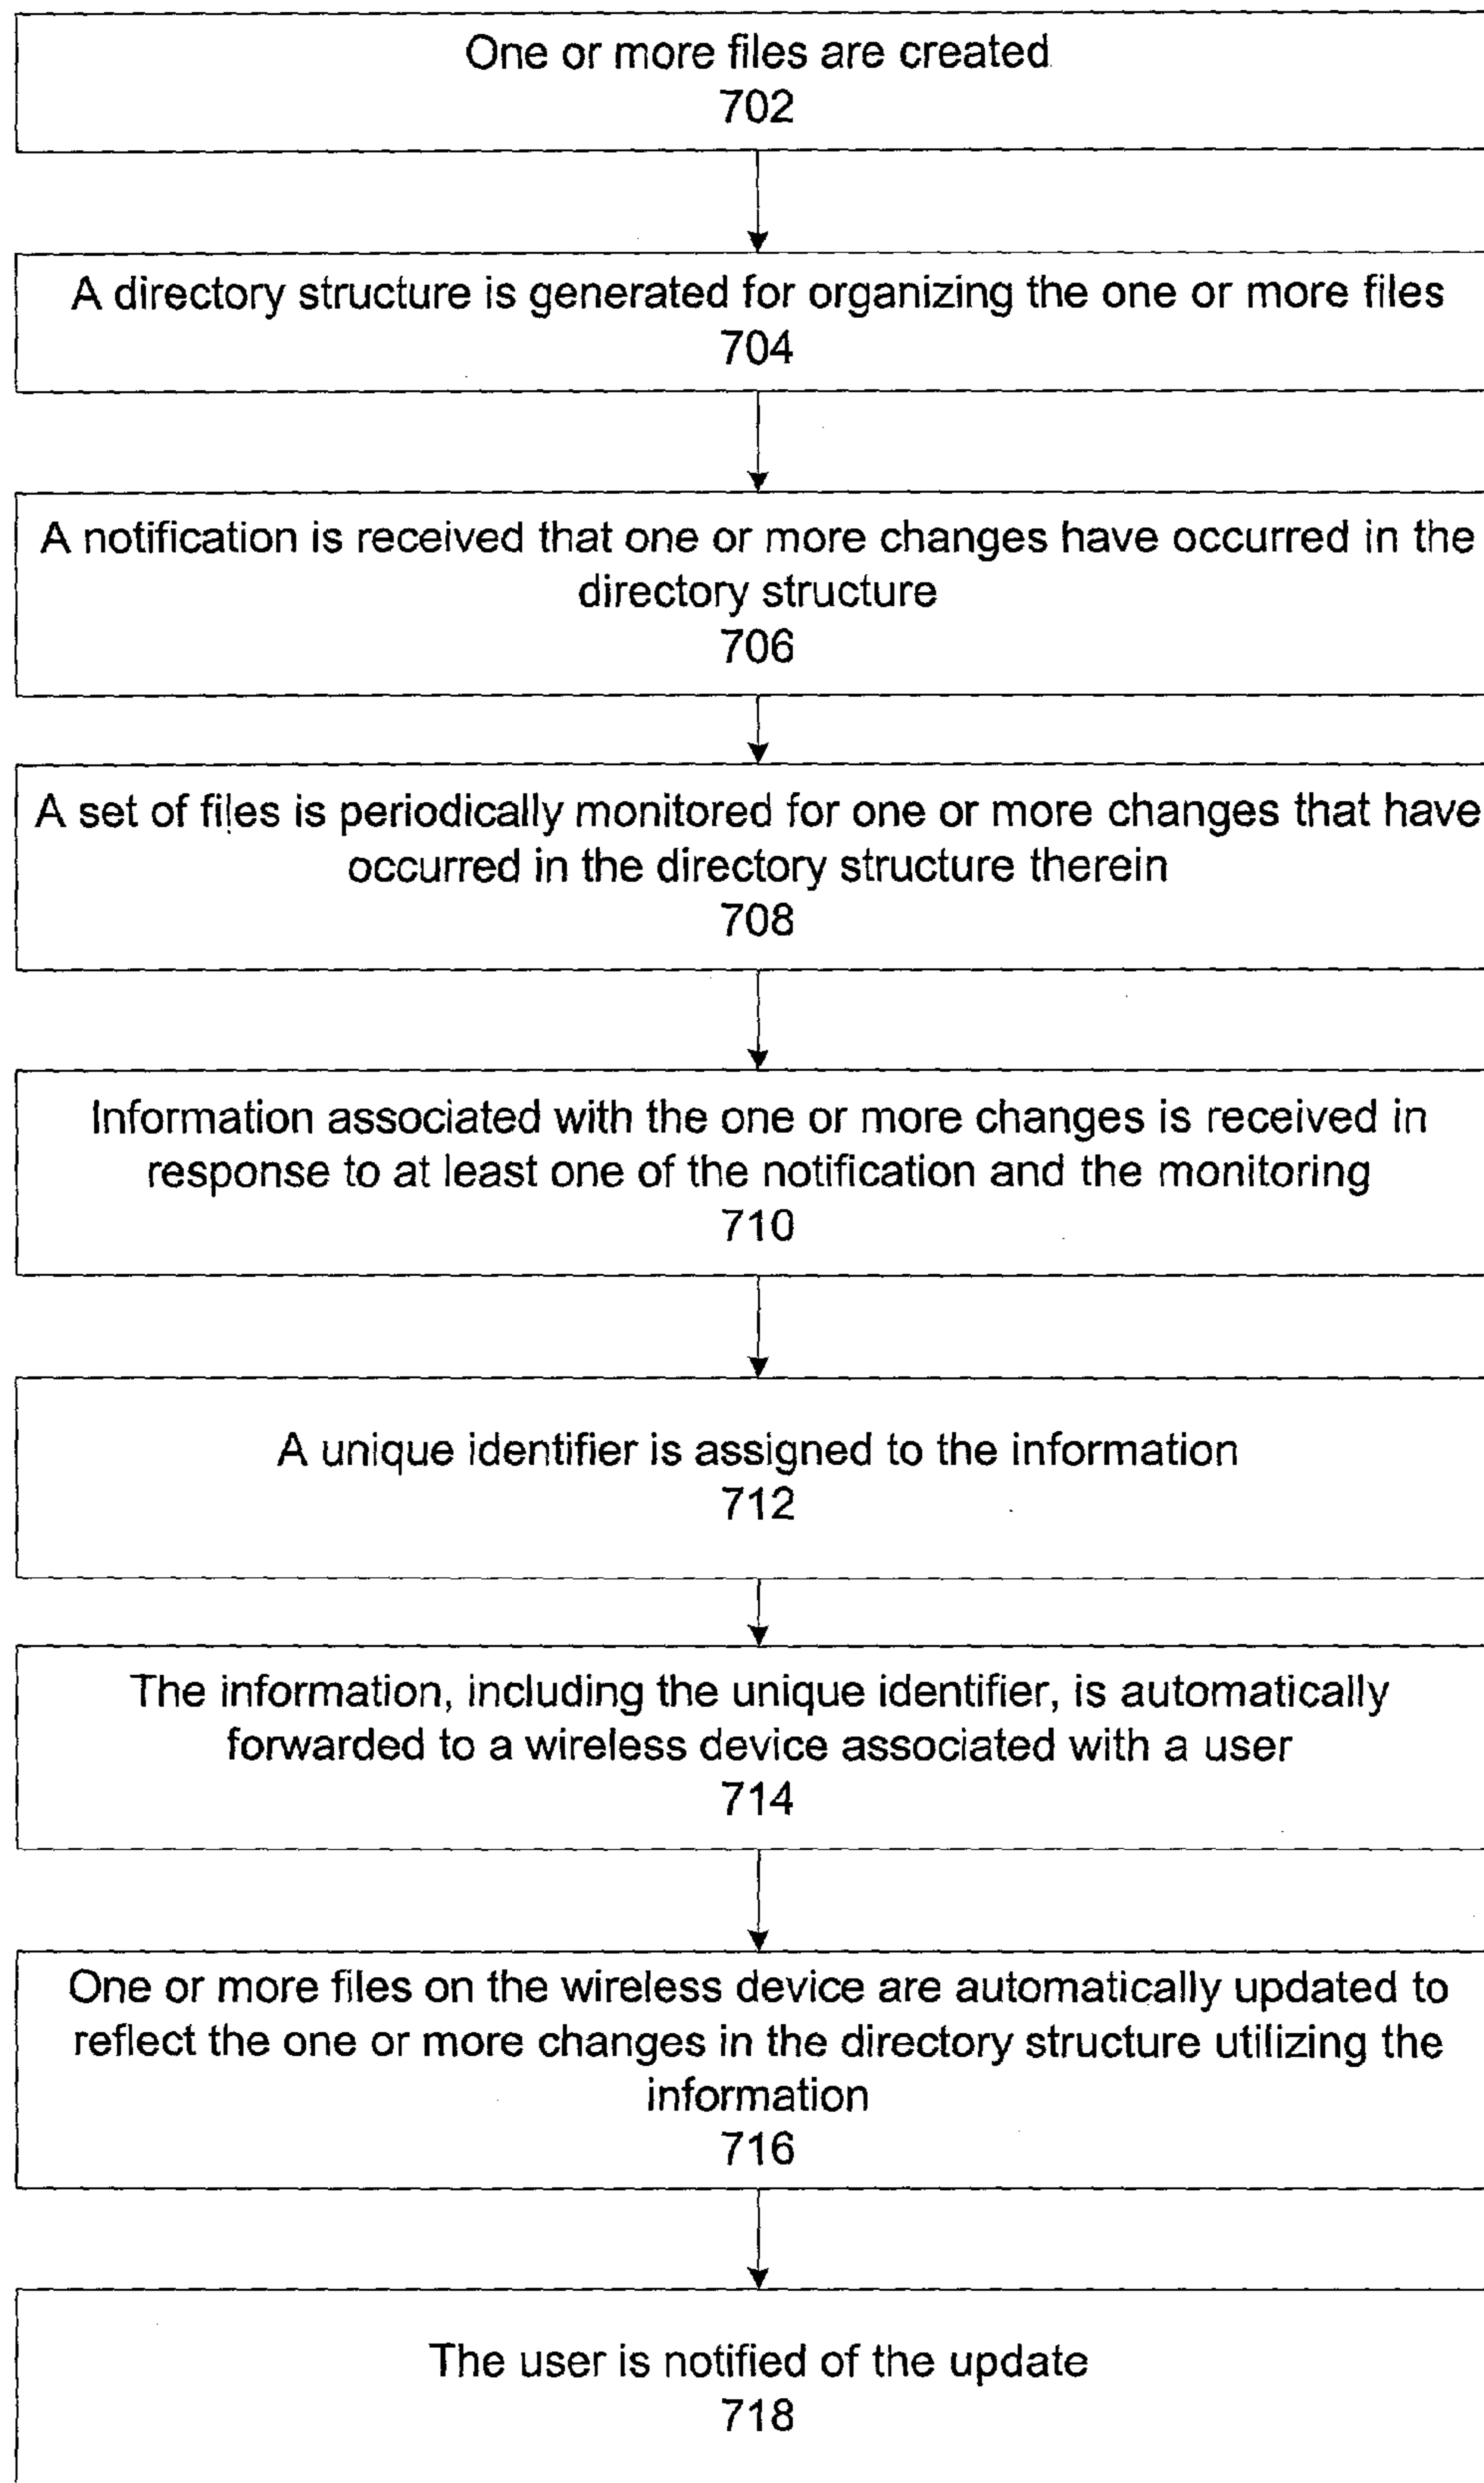 One or more files are created
702
A directory structure is generated for organizing the one or more files
704
A notification is received that one or more changes have occurred in the
directory structure
706
A set of files is periodically monitored for one or more changes that have
occurred in the directory structure therein
708
Information associated with the one or more changes is received in
response to at least one of the notification and the monitoring
710
A unique identifier is assigned to the information
712
The information, including the unique identifier, is automatically
forwarded to a wireless device associated with a user
714
One or more files on the wireless device are automatically updated to
reflect the one or more changes in the directory structure utilizing the
information
716
The user is notified of the update
718